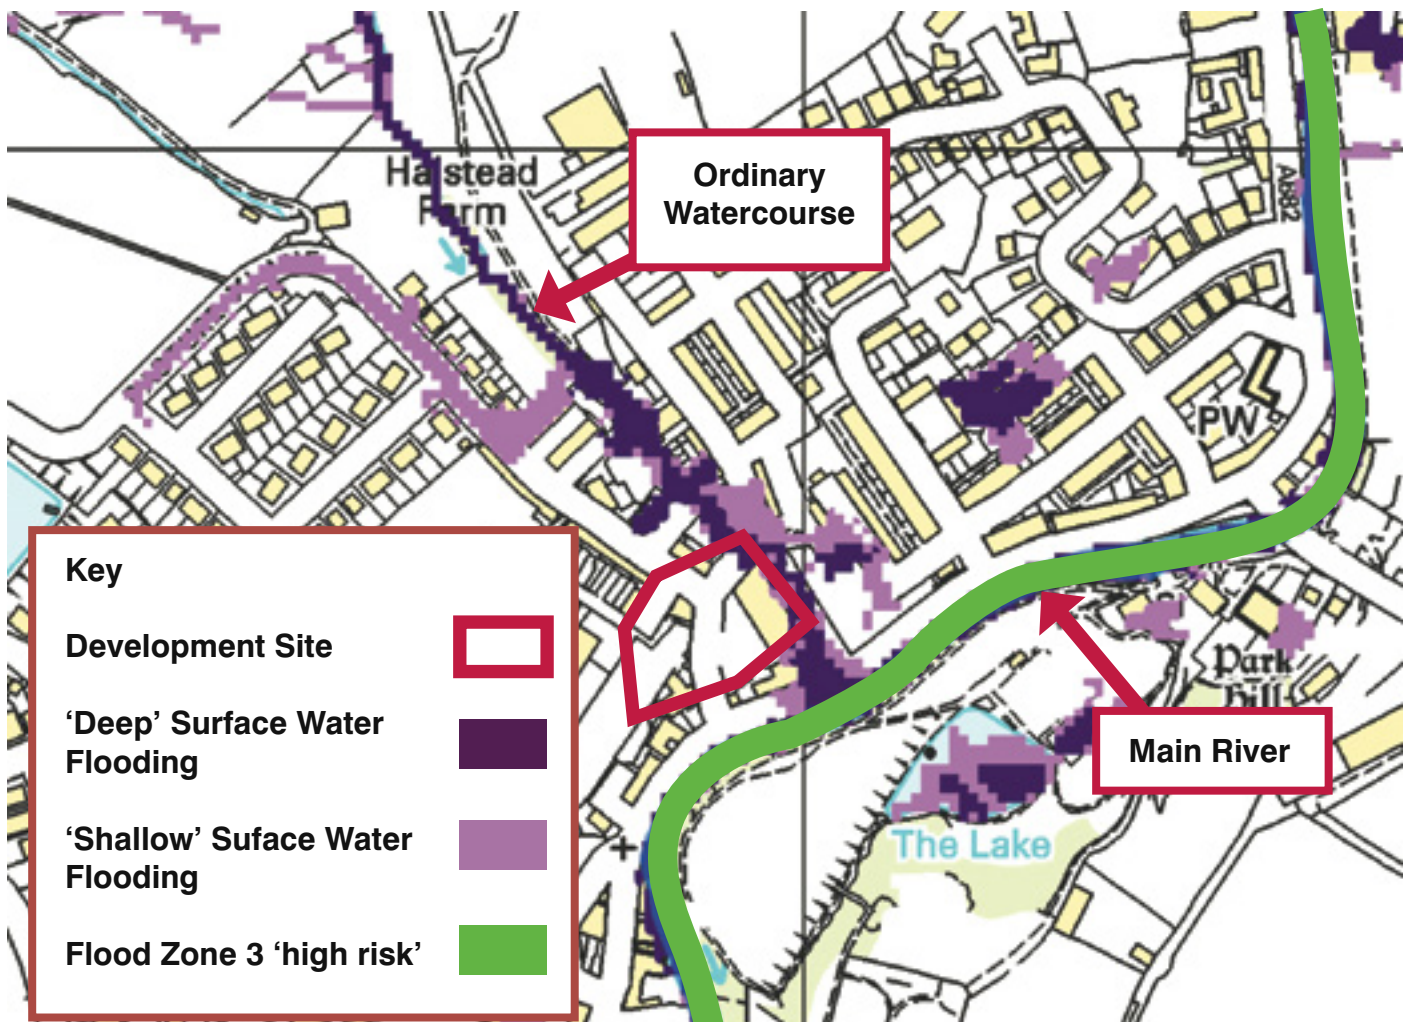 Halstead
Farm
Ordinary
Watercourse
A682
PW
Key
Development Site
‘Deep’ Surface Water
Flooding
‘Shallow’ Suface Water
Flooding
Flood Zone 3 ‘high risk’
Park
Hill
Main River
The Lake